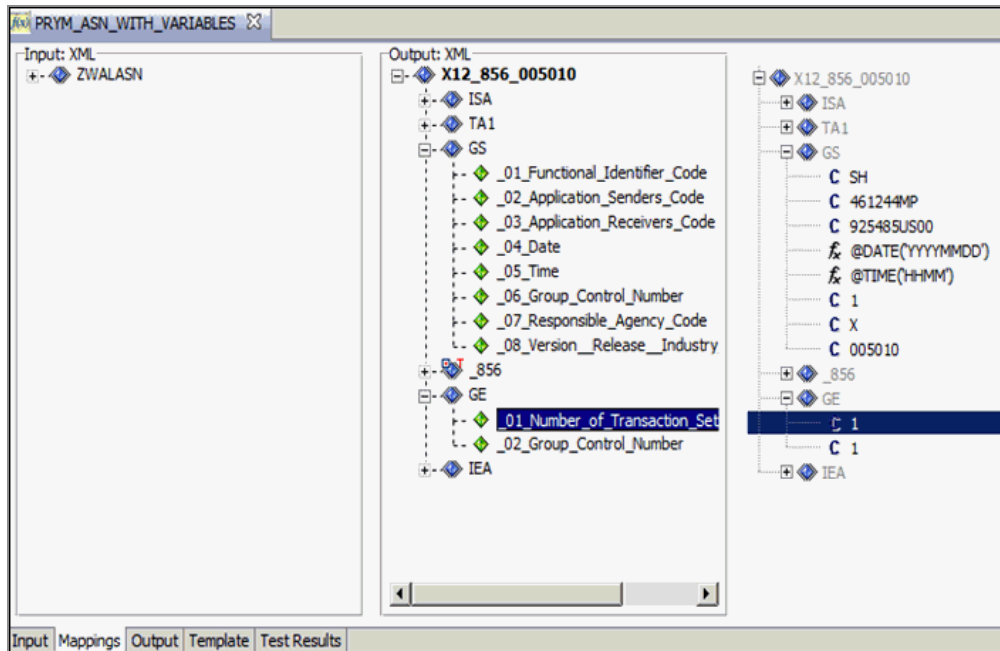 f(x) PRYM_ASN_WITH_VARIABLES
Input: XML
ZWALASN
Output: XML
X12_856_005010
ISA
TA1
GS
_01_Functional_Identifier_Code
_02_Application_Senders_Code
_03_Application_Receivers_Code
_04_Date
_05_Time
_06_Group_Control_Number
_07_Responsible_Agency_Code
_08_Version__Release__Industry
_856
GE
_01_Number_of_Transaction_Set
_02_Group_Control_Number
IEA
X12_856_005010
ISA
TA1
GS
C SH
C 461244MP
C 925485US00
fx @DATE('YYYYMMDD')
fx @TIME('HHMM')
C 1
C X
C 005010
_856
GE
C 1
C 1
IEA
Input Mappings Output Template Test Results